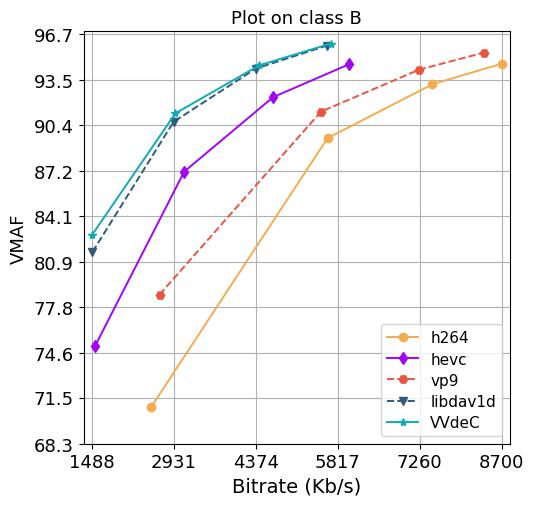 Plot on class B
VMAF
96.7
93.5
90.4
87.2
84.1
80.9
77.8
74.6
71.5
68.3
h264
hevc
vp9
libdav1d
VVdeC
1488 2931 4374 5817 7260 8700
Bitrate (Kb/s)